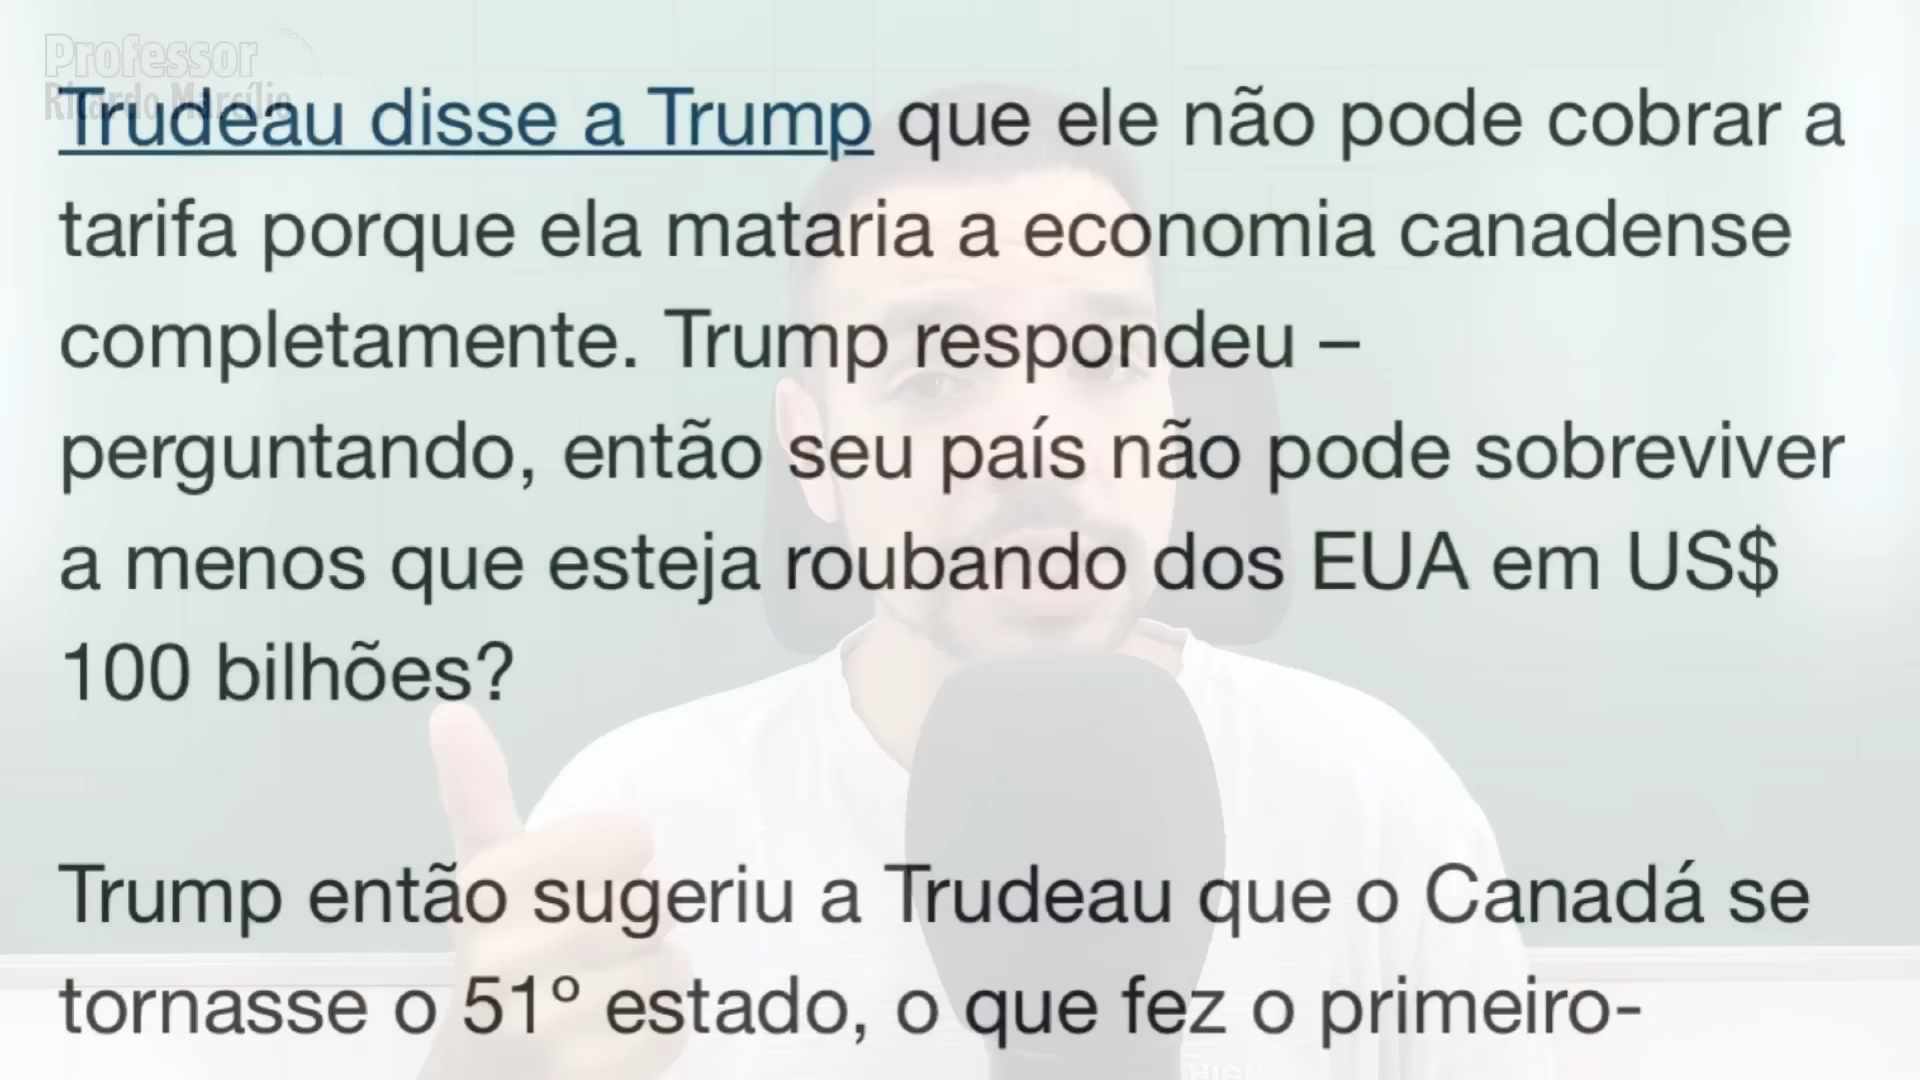 Professor
Ricardo Marcílio
Trudeau disse a Trump que ele não pode cobrar a
tarifa porque ela mataria a economia canadense
completamente. Trump respondeu –
perguntando, então seu país não pode sobreviver
a menos que esteja roubando dos EUA em US$
100 bilhões?
Trump então sugeriu a Trudeau que o Canadá se
tornasse o 51º estado, o que fez o primeiro-